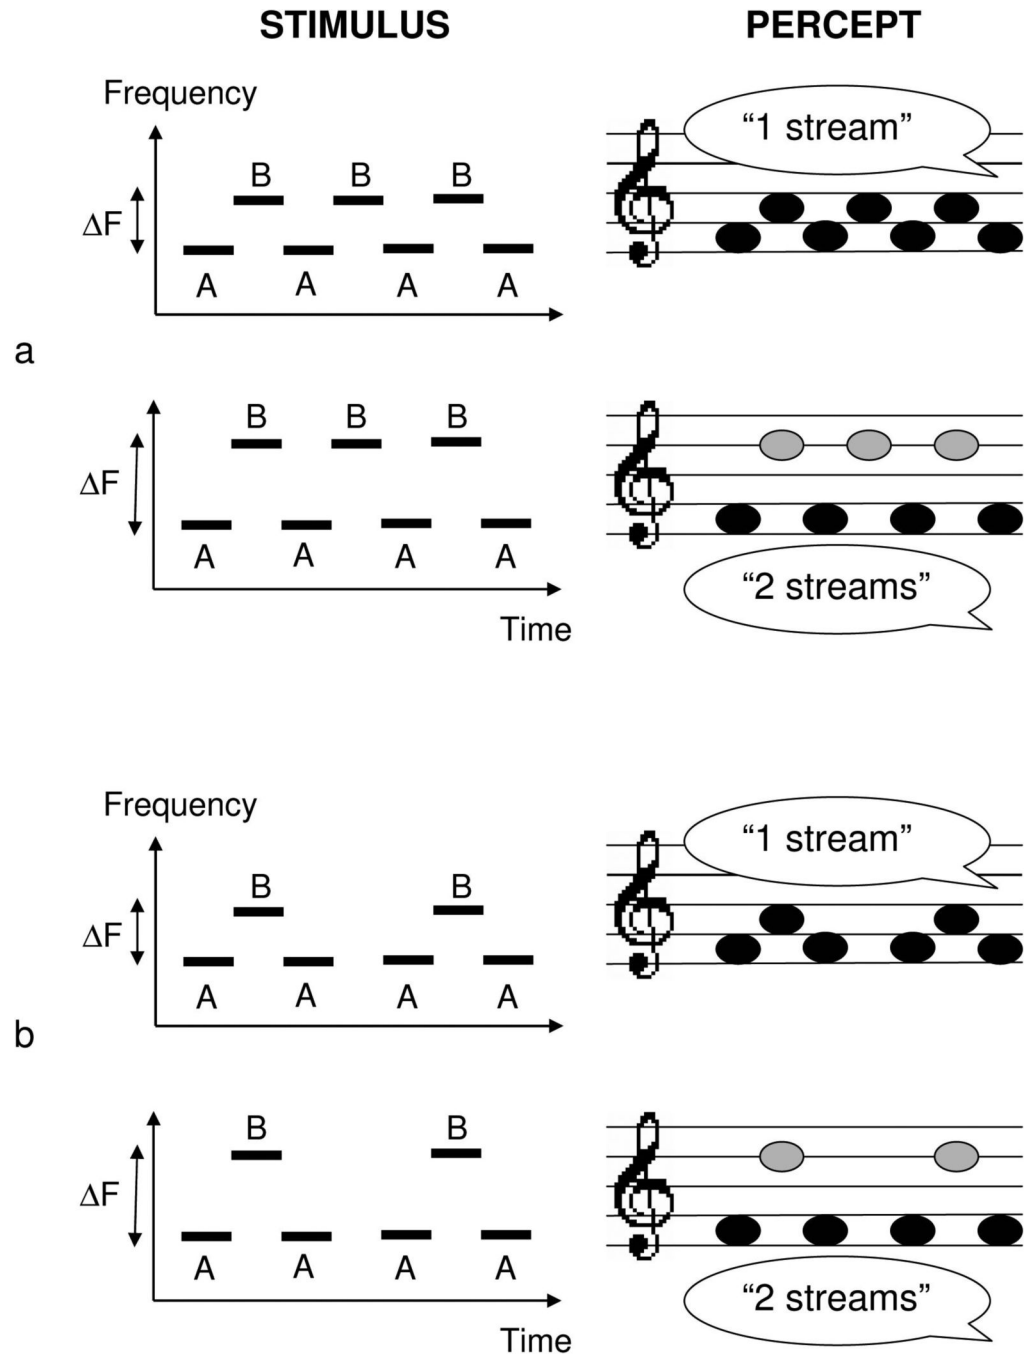 STIMULUS PERCEPT
Frequency
“1 stream”
B B B
ΔF
A A A A
a
B B B
ΔF
A A A A
“2 streams”
Time
Frequency
“1 stream”
B B
ΔF
A A A A
b
B B
ΔF
A A A A
“2 streams”
Time